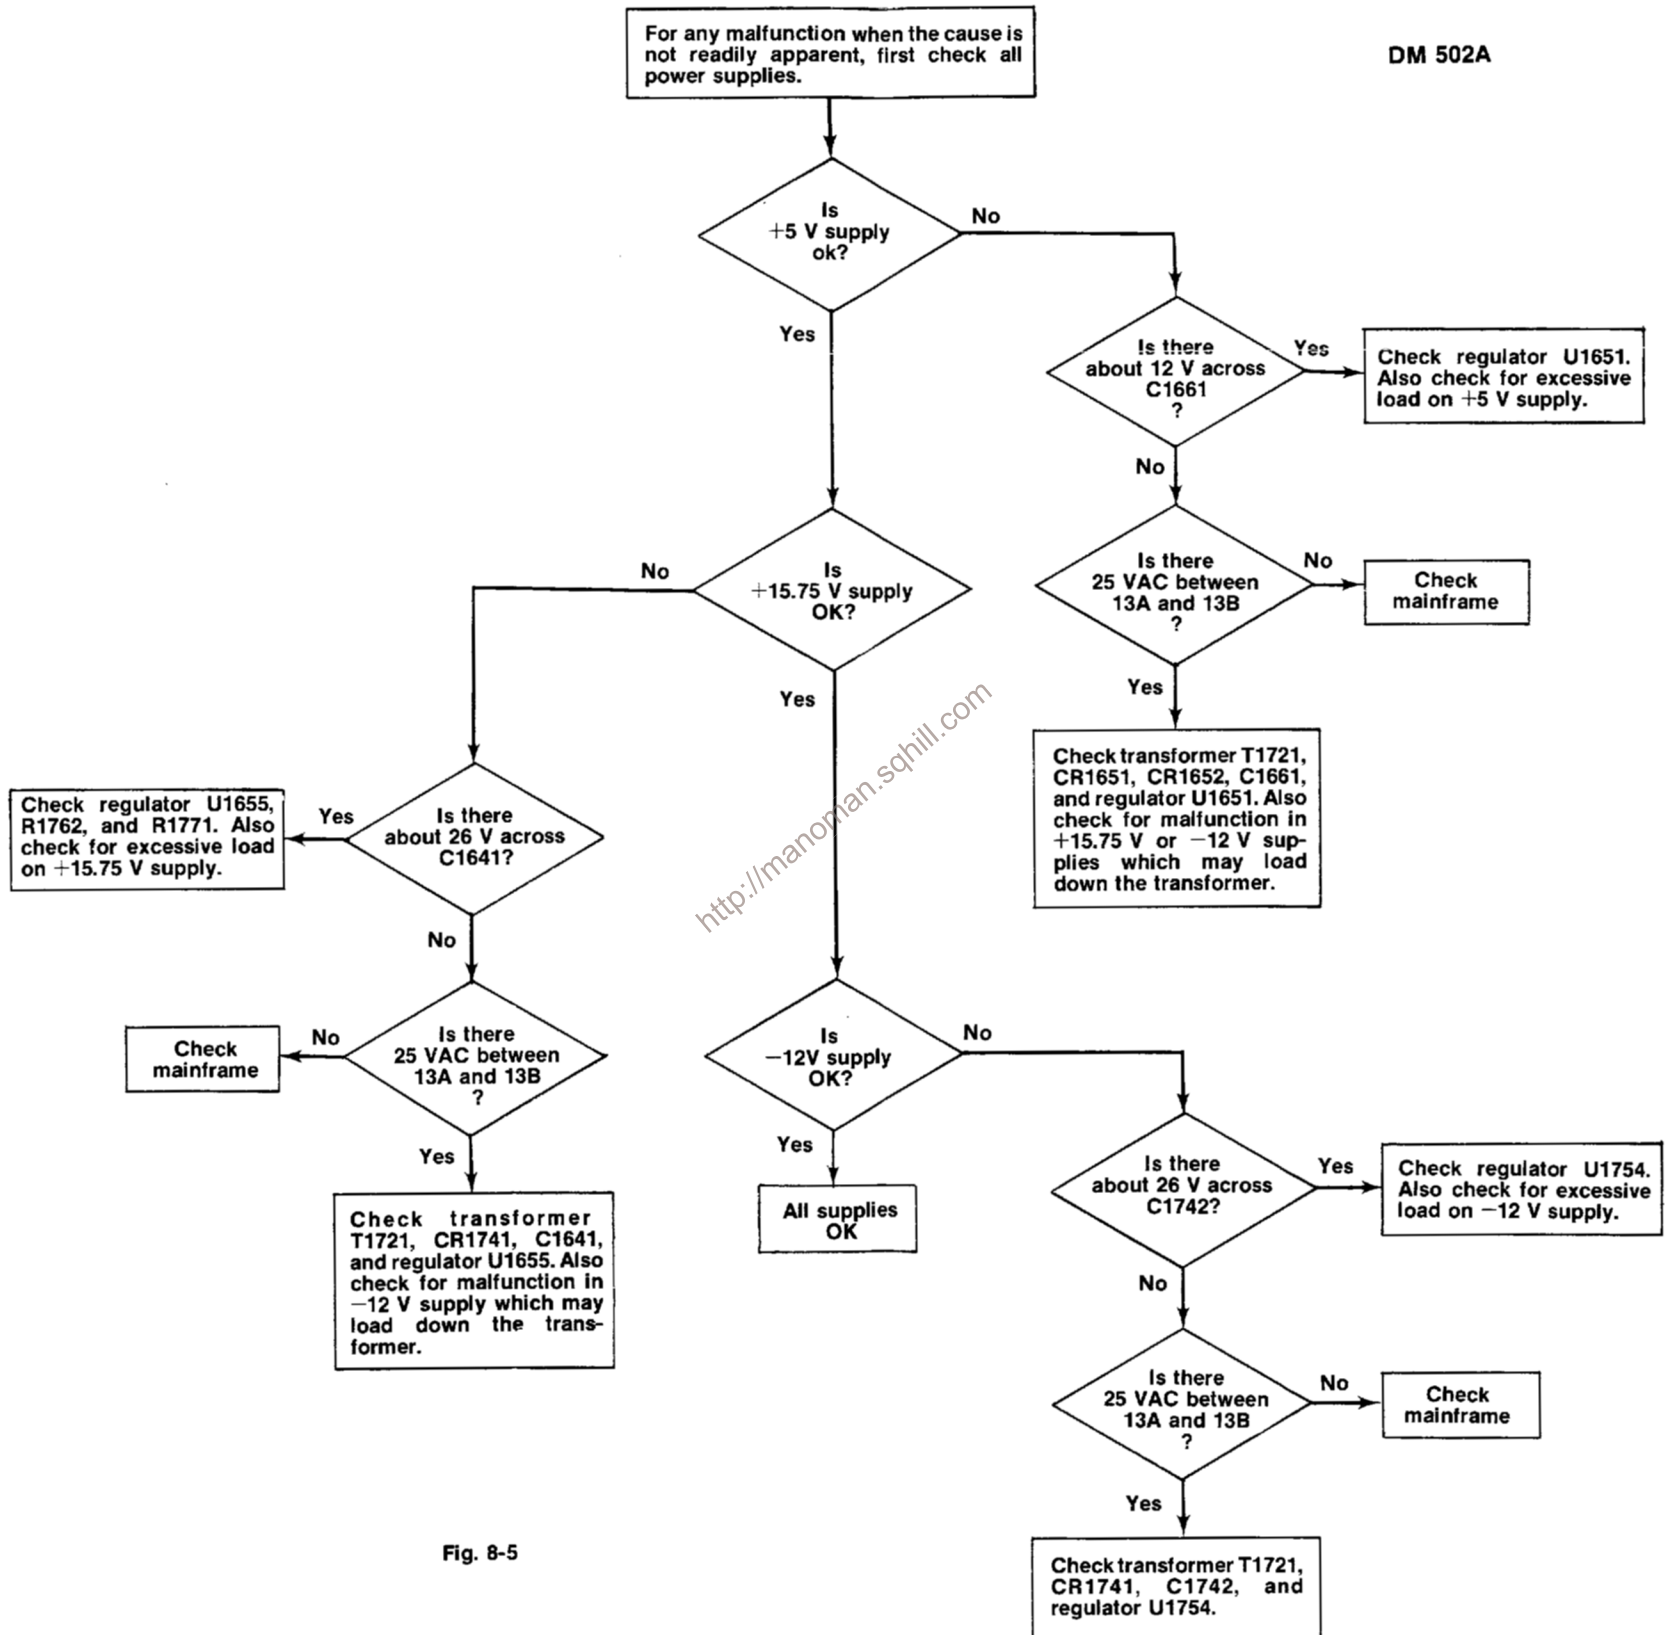 For any malfunction when the cause is
not readily apparent, first check all
power supplies.
DM 502A
Is
+5 V supply
ok?
No
Yes
Is there
about 12 V across
C1661
?
Yes
Check regulator U1651.
Also check for excessive
load on +5 V supply.
No
Is there
25 VAC between
13A and 13B
?
No
Check
mainframe
Yes
Check transformer T1721,
CR1651, CR1652, C1661,
and regulator U1651. Also
check for malfunction in
+15.75 V or −12 V sup-
plies which may load
down the transformer.
Is
+15.75 V supply
OK?
No
Yes
Is there
about 26 V across
C1641?
Yes
Check regulator U1655,
R1762, and R1771. Also
check for excessive load
on +15.75 V supply.
No
Is there
25 VAC between
13A and 13B
?
No
Check
mainframe
Yes
Check transformer
T1721, CR1741, C1641,
and regulator U1655. Also
check for malfunction in
−12 V supply which may
load down the trans-
former.
http://manoman.sqhill.com
Is
−12V supply
OK?
No
Yes
All supplies
OK
Is there
about 26 V across
C1742?
Yes
Check regulator U1754.
Also check for excessive
load on −12 V supply.
No
Is there
25 VAC between
13A and 13B
?
No
Check
mainframe
Yes
Check transformer T1721,
CR1741, C1742, and
regulator U1754.
Fig. 8-5